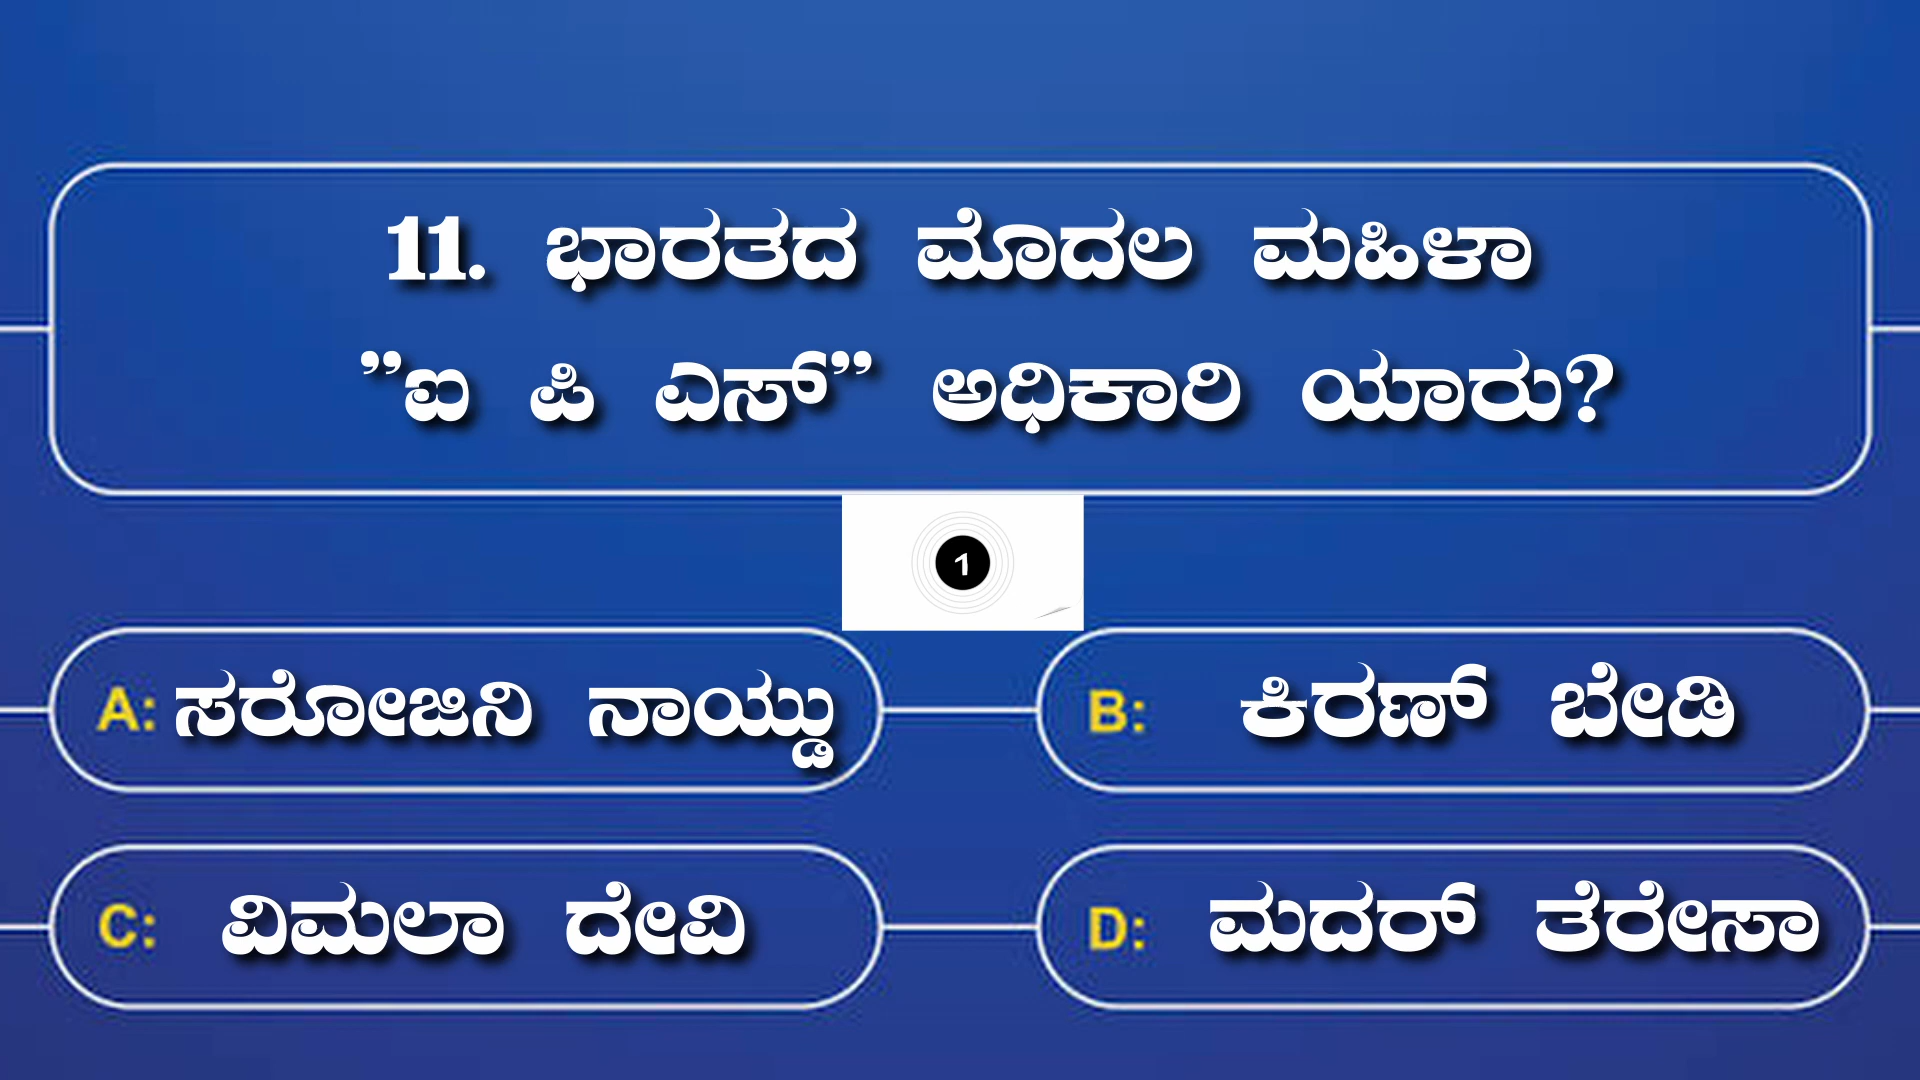 11. ಭಾರತದ ಮೊದಲ ಮಹಿಳಾ
”ಐ ಪಿ ಎಸ್” ಅಧಿಕಾರಿ ಯಾರು?
1
A: ಸರೋಜಿನಿ ನಾಯ್ಡು
B: ಕಿರಣ್ ಬೇಡಿ
C: ವಿಮಲಾ ದೇವಿ
D: ಮದರ್ ತೆರೇಸಾ